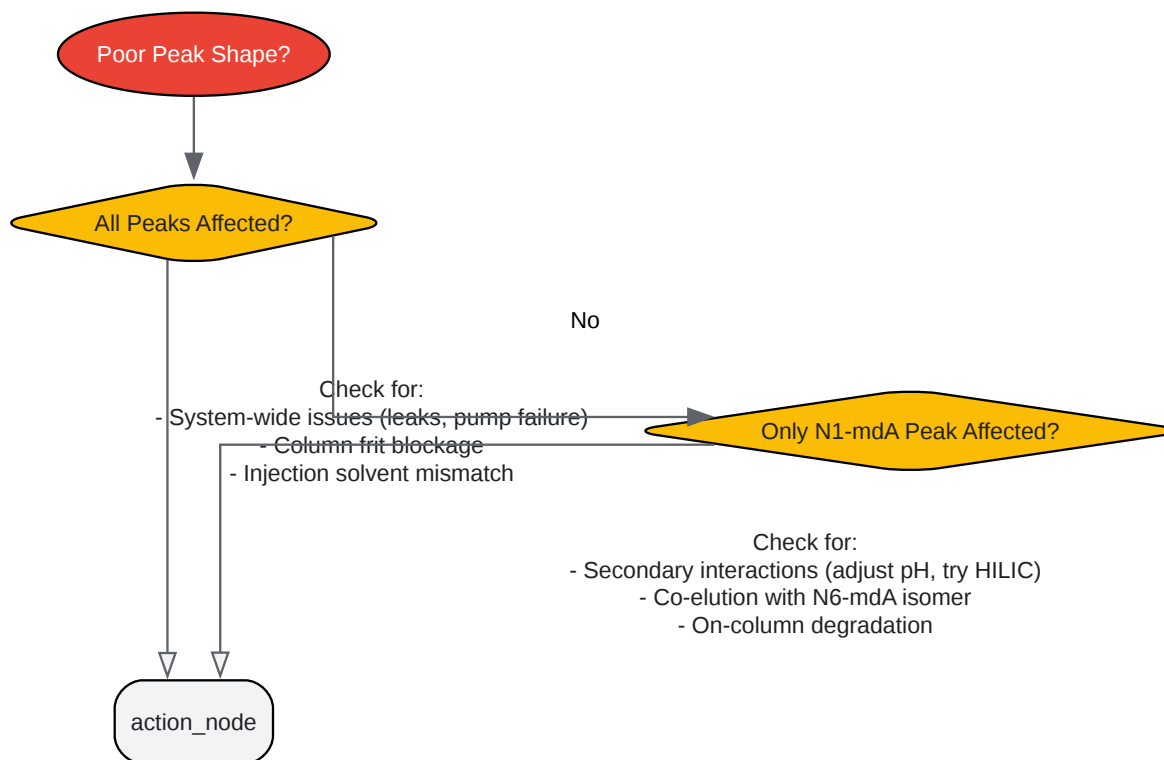 Poor Peak Shape?
All Peaks Affected?
No
Check for:
- System-wide issues (leaks, pump failure)
- Column frit blockage
- Injection solvent mismatch
Only N1-mdA Peak Affected?
Check for:
- Secondary interactions (adjust pH, try HILIC)
- Co-elution with N6-mdA isomer
- On-column degradation
action_node